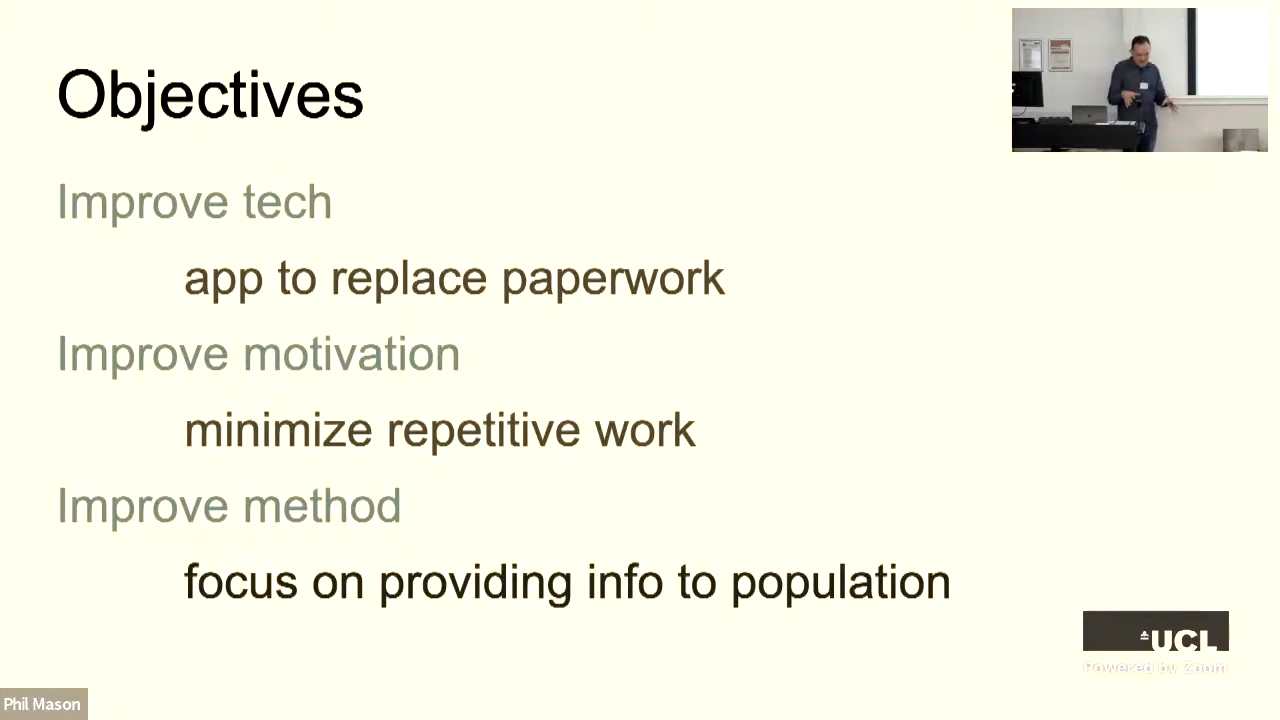 Objectives
Improve tech
app to replace paperwork
Improve motivation
minimize repetitive work
Improve method
focus on providing info to population
UCL
Powered by Zoom
Phil Mason